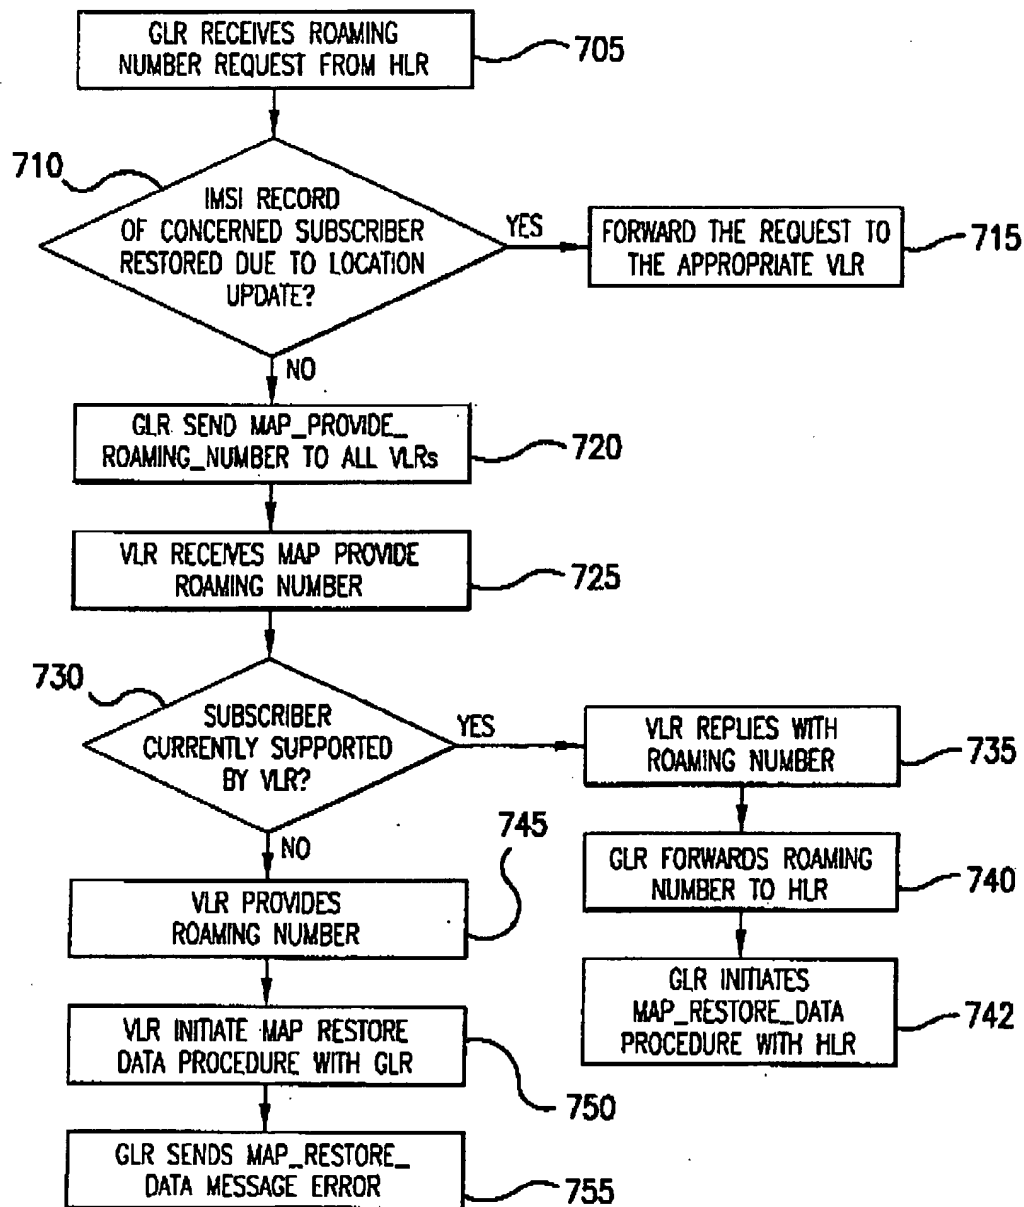 GLR RECEIVES ROAMING
NUMBER REQUEST FROM HLR
705
710
IMSI RECORD
OF CONCERNED SUBSCRIBER
RESTORED DUE TO LOCATION
UPDATE?
YES
FORWARD THE REQUEST TO
THE APPROPRIATE VLR
715
NO
GLR SEND MAP_PROVIDE_
ROAMING_NUMBER TO ALL VLRs
720
VLR RECEIVES MAP PROVIDE
ROAMING NUMBER
725
730
SUBSCRIBER
CURRENTLY SUPPORTED
BY VLR?
YES
VLR REPLIES WITH
ROAMING NUMBER
735
NO
745
GLR FORWARDS ROAMING
NUMBER TO HLR
740
VLR PROVIDES
ROAMING NUMBER
GLR INITIATES
MAP_RESTORE_DATA
PROCEDURE WITH HLR
742
VLR INITIATE MAP RESTORE
DATA PROCEDURE WITH GLR
750
GLR SENDS MAP_RESTORE_
DATA MESSAGE ERROR
755